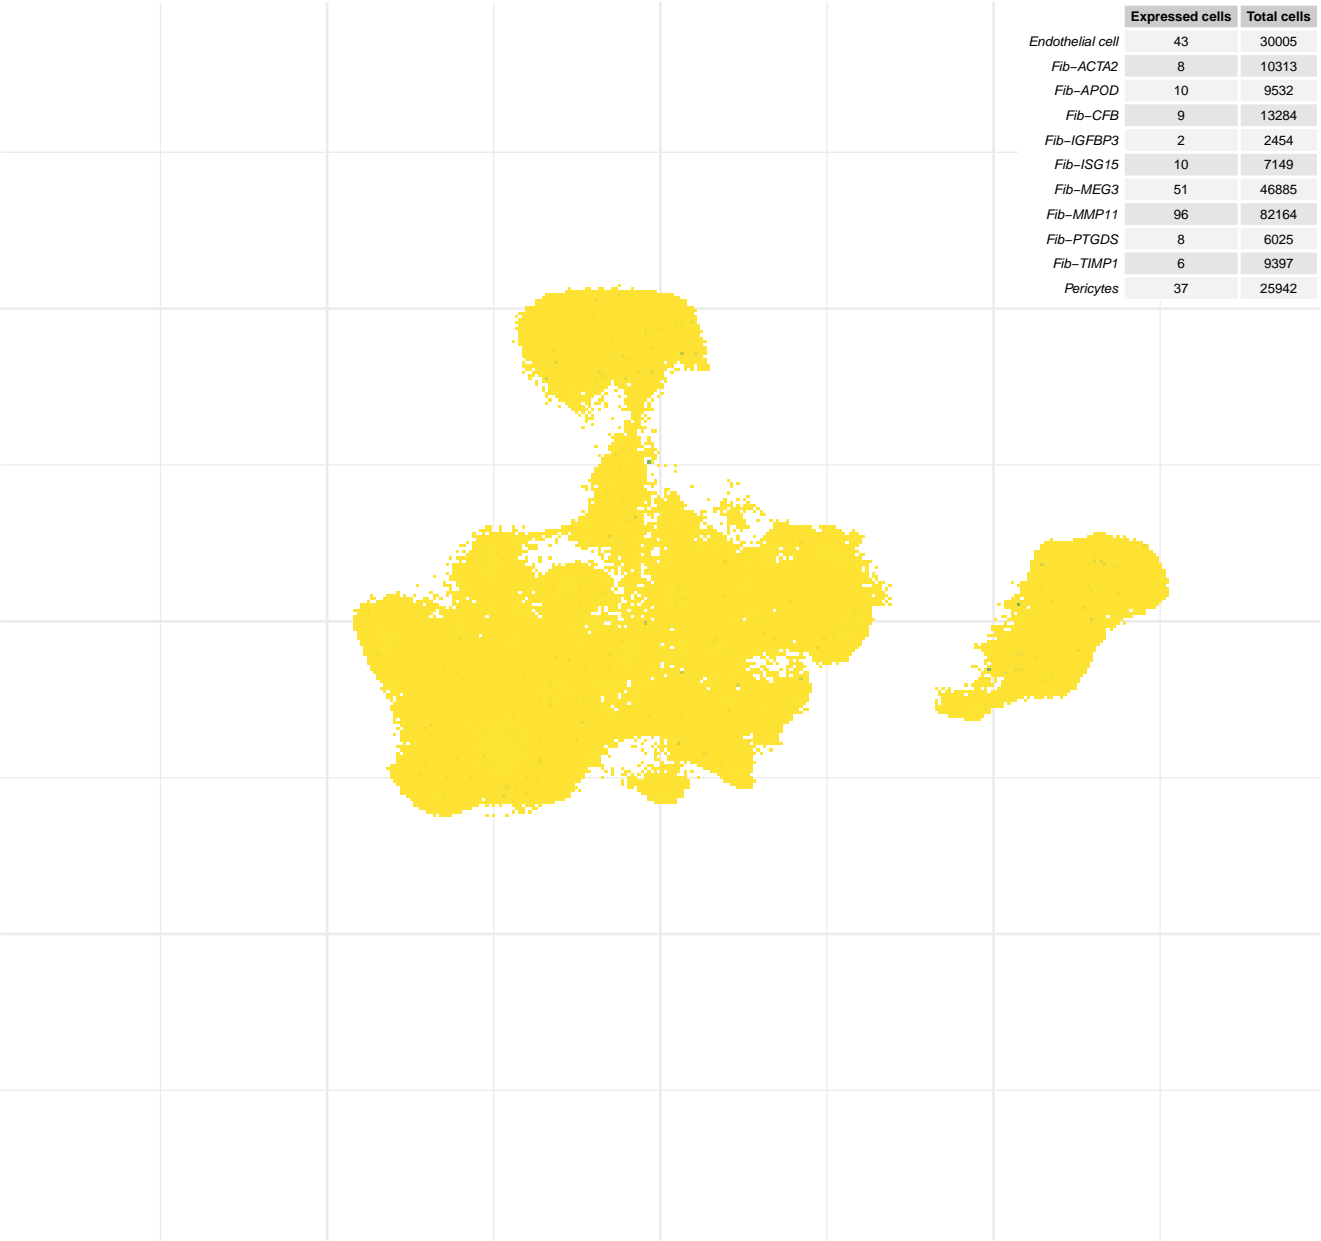 Expressed cells Total cells
Endothelial cell 43 30005
Fib−ACTA2 8 10313
Fib−APOD 10 9532
Fib−CFB 9 13284
Fib−IGFBP3 2 2454
Fib−ISG15 10 7149
Fib−MEG3 51 46885
Fib−MMP11 96 82164
Fib−PTGDS 8 6025
Fib−TIMP1 6 9397
Pericytes 37 25942